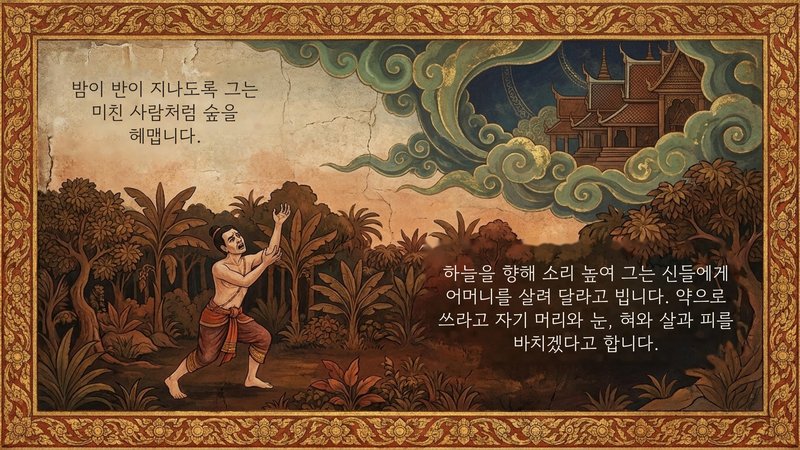 밤이 반이 지나도록 그는
미친 사람처럼 숲을
헤맵니다.
하늘을 향해 소리 높여 그는 신들에게
어머니를 살려 달라고 빕니다. 약으로
쓰라고 자기 머리와 눈, 혀와 살과 피를
바치겠다고 합니다.